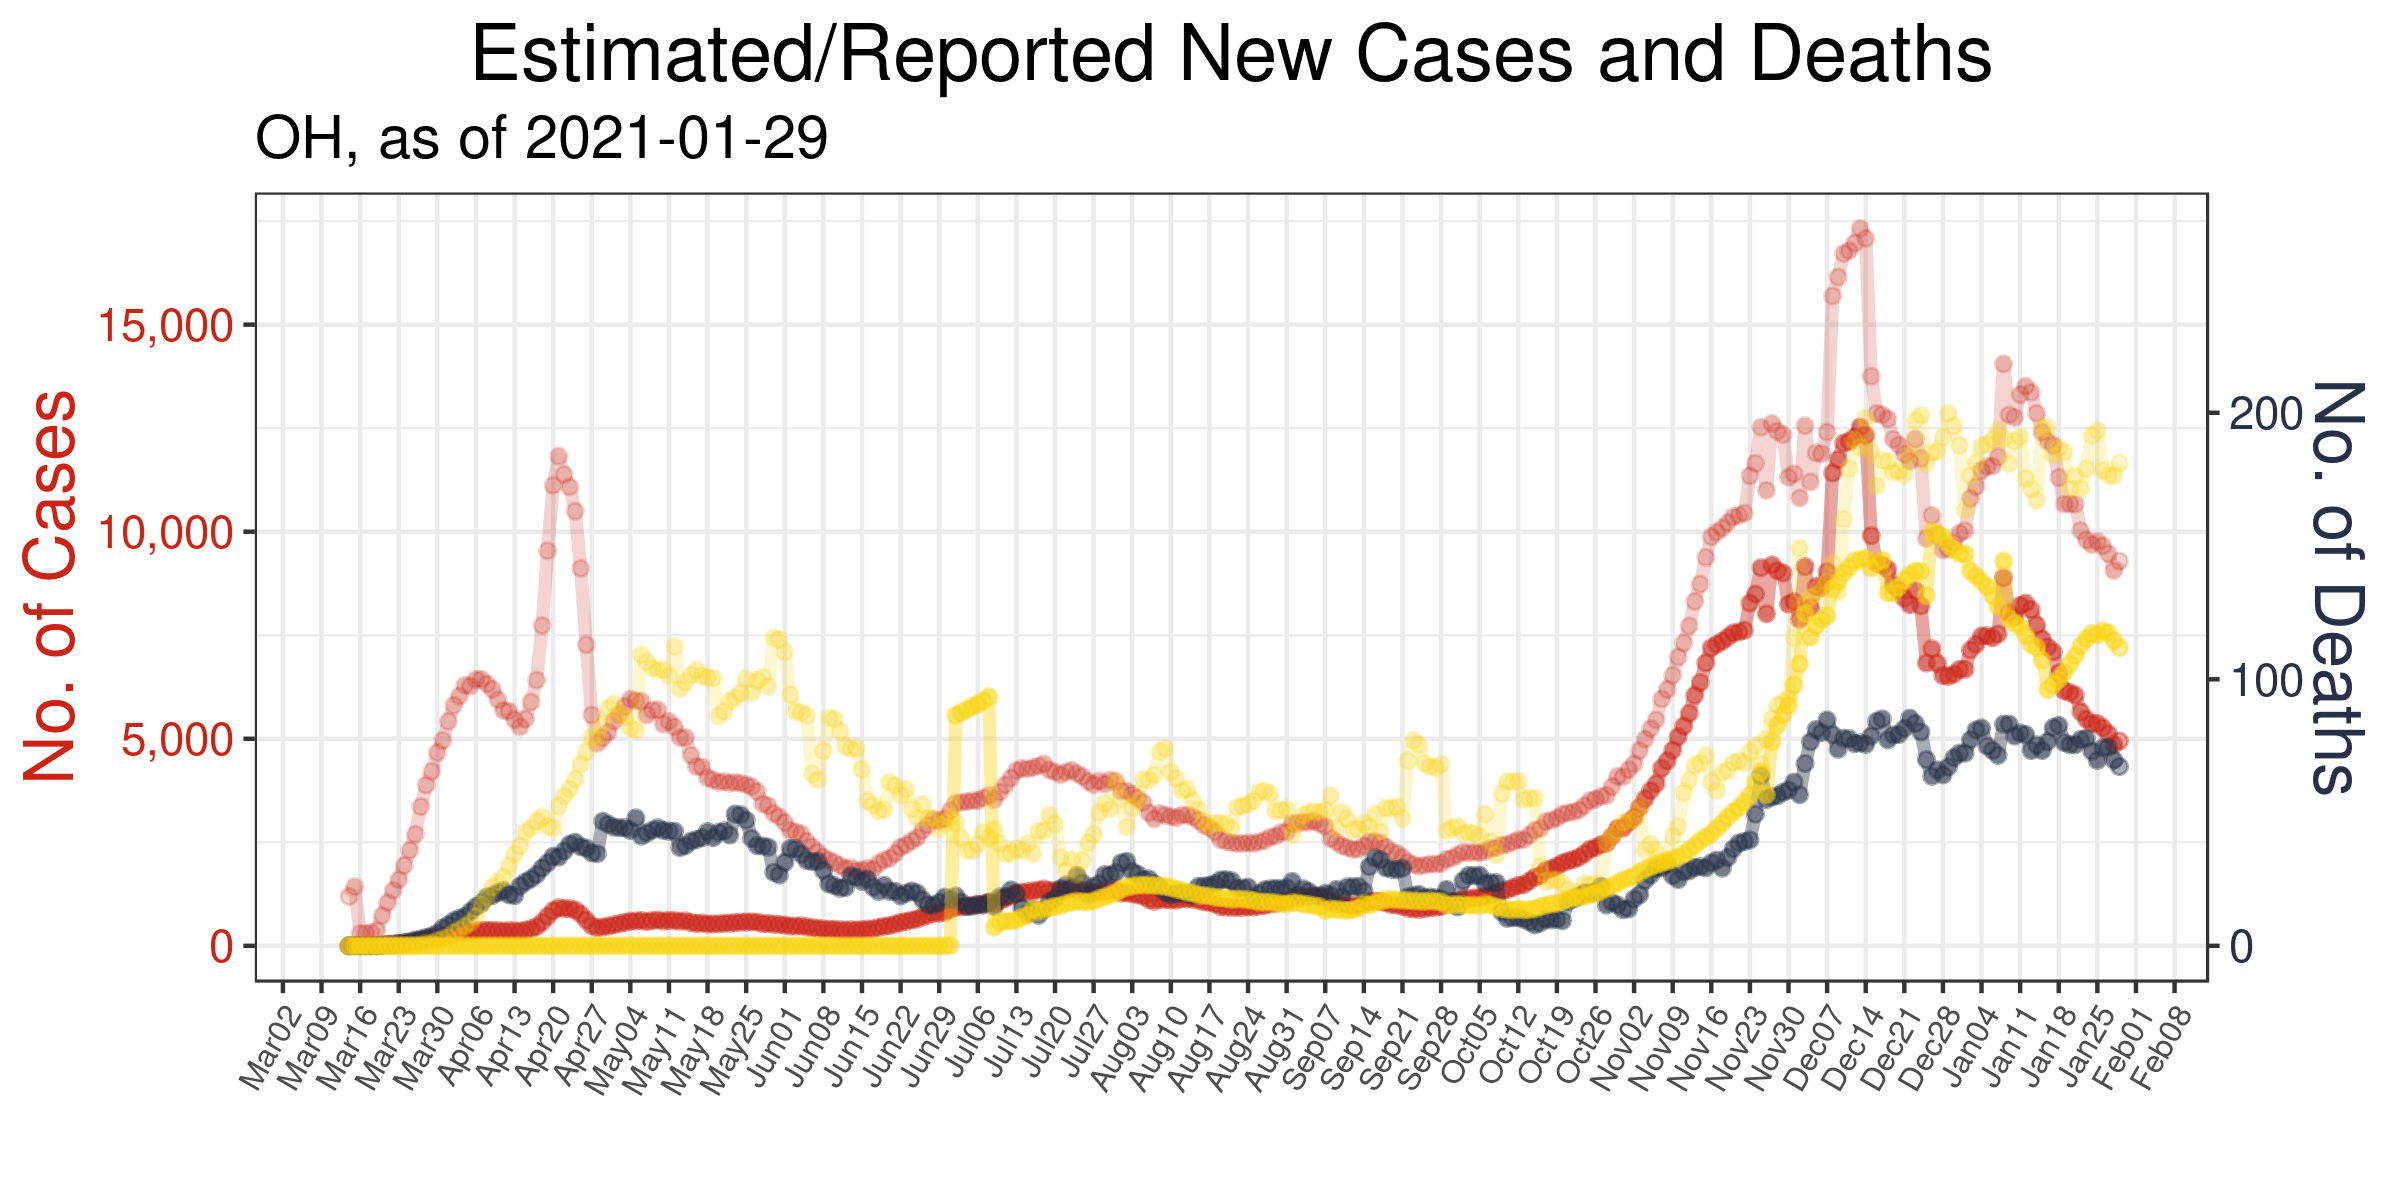 Estimated/Reported New Cases and Deaths
OH, as of 2021-01-29
No. of Cases
15,000
10,000
5,000
0
200
100
0
No. of Deaths
Mar02
Mar09
Mar16
Mar23
Mar30
Apr06
Apr13
Apr20
Apr27
May04
May11
May18
May25
Jun01
Jun08
Jun15
Jun22
Jun29
Jul06
Jul13
Jul20
Jul27
Aug03
Aug10
Aug17
Aug24
Aug31
Sep07
Sep14
Sep21
Sep28
Oct05
Oct12
Oct19
Oct26
Nov02
Nov09
Nov16
Nov23
Nov30
Dec07
Dec14
Dec21
Dec28
Jan04
Jan11
Jan18
Jan25
Feb01
Feb08